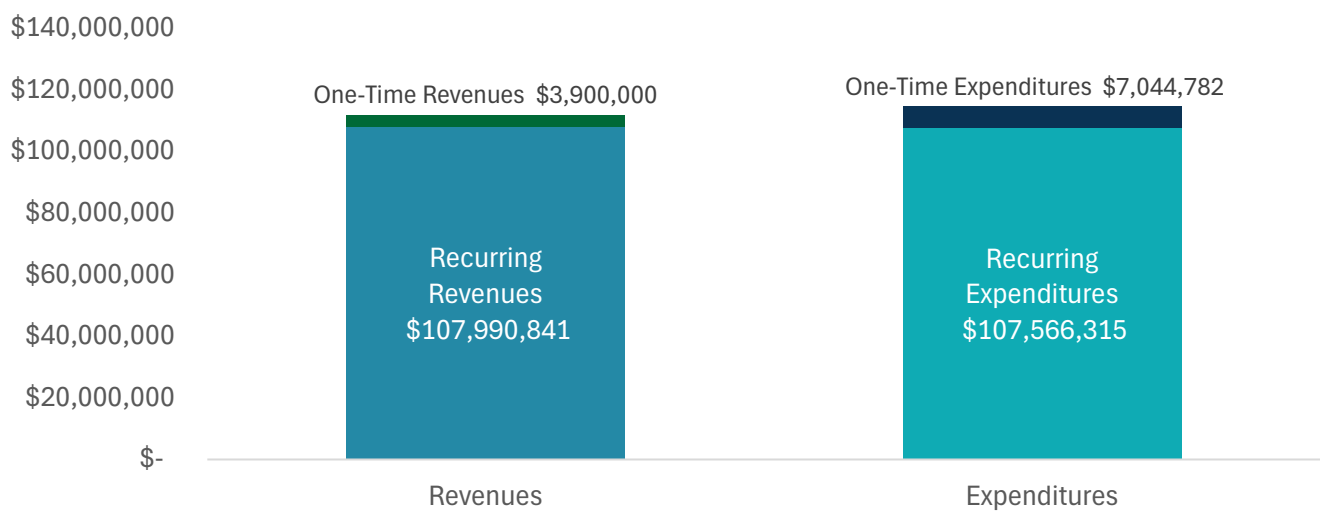 $140,000,000
$120,000,000
$100,000,000
$80,000,000
$60,000,000
$40,000,000
$20,000,000
$-
One-Time Revenues $3,900,000
Recurring
Revenues
$107,990,841
One-Time Expenditures $7,044,782
Recurring
Expenditures
$107,566,315
Revenues
Expenditures